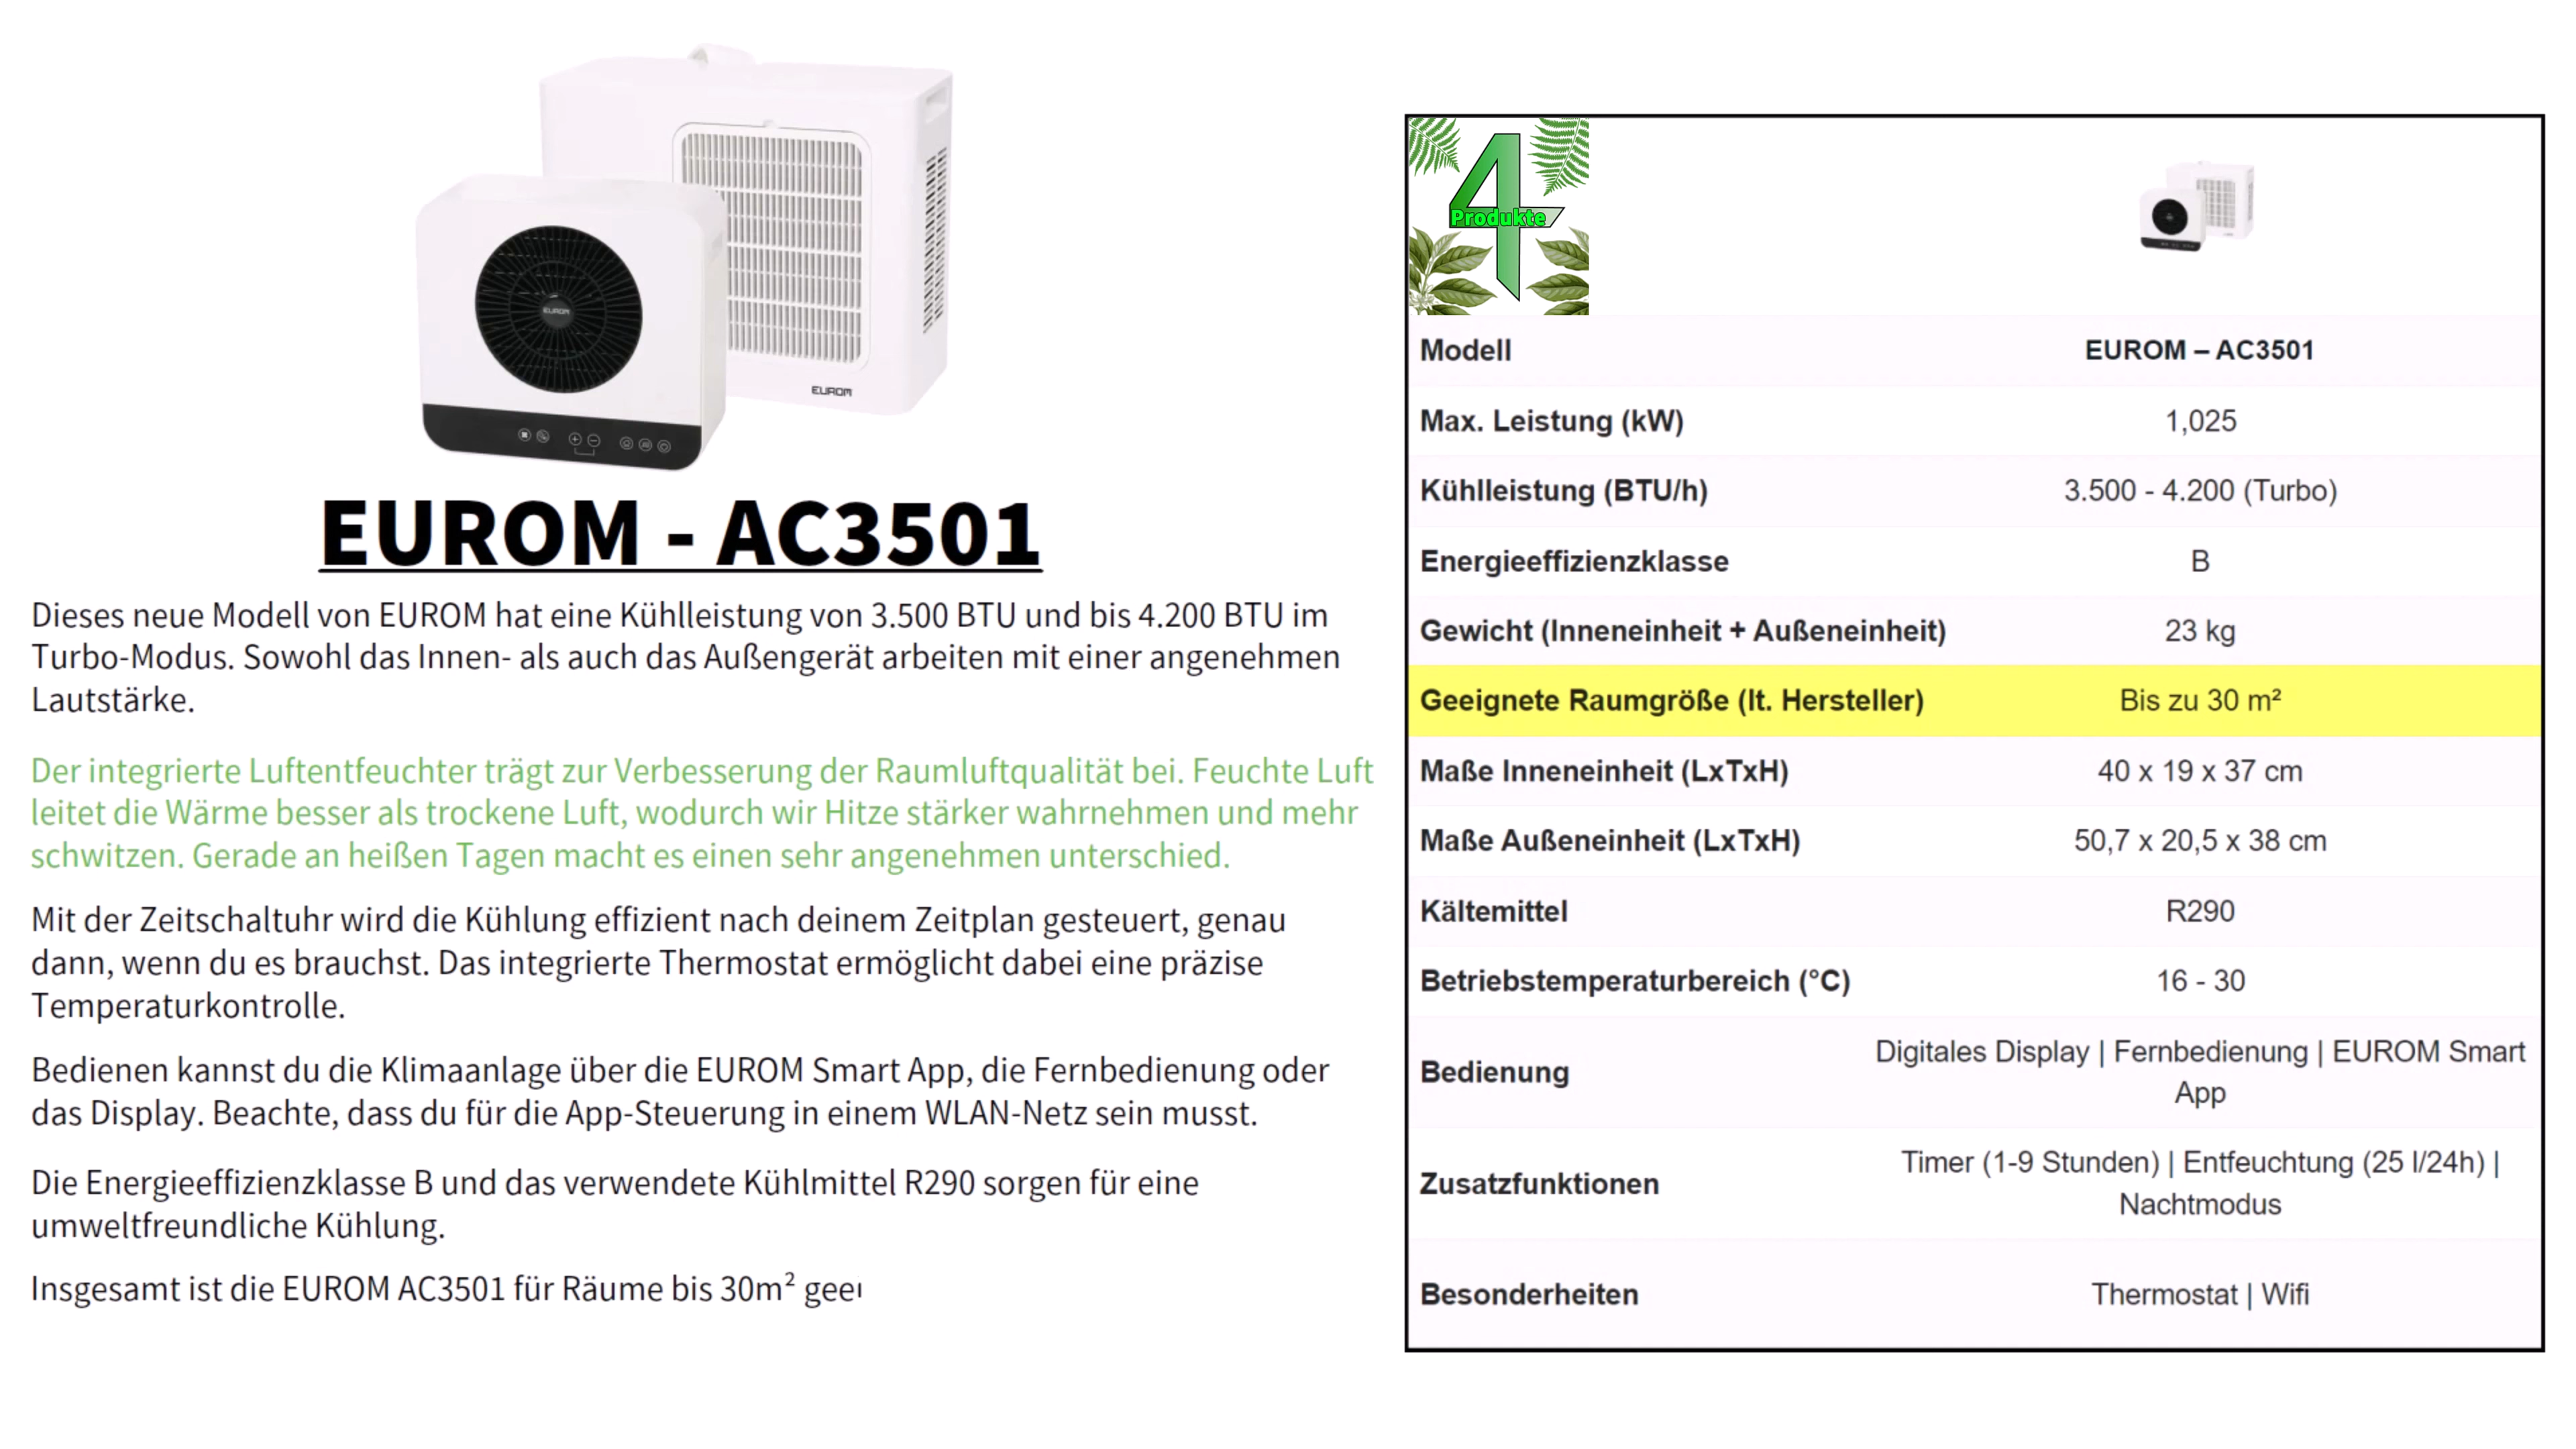 EUROM
EUROM
EUROM - AC3501
Dieses neue Modell von EUROM hat eine Kühlleistung von 3.500 BTU und bis 4.200 BTU im
Turbo-Modus. Sowohl das Innen- als auch das Außengerät arbeiten mit einer angenehmen
Lautstärke.
Der integrierte Luftentfeuchter trägt zur Verbesserung der Raumluftqualität bei. Feuchte Luft
leitet die Wärme besser als trockene Luft, wodurch wir Hitze stärker wahrnehmen und mehr
schwitzen. Gerade an heißen Tagen macht es einen sehr angenehmen unterschied.
Mit der Zeitschaltuhr wird die Kühlung effizient nach deinem Zeitplan gesteuert, genau
dann, wenn du es brauchst. Das integrierte Thermostat ermöglicht dabei eine präzise
Temperaturkontrolle.
Bedienen kannst du die Klimaanlage über die EUROM Smart App, die Fernbedienung oder
das Display. Beachte, dass du für die App-Steuerung in einem WLAN-Netz sein musst.
Die Energieeffizienzklasse B und das verwendete Kühlmittel R290 sorgen für eine
umweltfreundliche Kühlung.
Insgesamt ist die EUROM AC3501 für Räume bis 30m² gee
4
Produkte
Modell EUROM – AC3501
Max. Leistung (kW) 1,025
Kühlleistung (BTU/h) 3.500 - 4.200 (Turbo)
Energieeffizienzklasse B
Gewicht (Inneneinheit + Außeneinheit) 23 kg
Geeignete Raumgröße (lt. Hersteller) Bis zu 30 m²
Maße Inneneinheit (LxTxH) 40 x 19 x 37 cm
Maße Außeneinheit (LxTxH) 50,7 x 20,5 x 38 cm
Kältemittel R290
Betriebstemperaturbereich (°C) 16 - 30
Bedienung Digitales Display | Fernbedienung | EUROM Smart
App
Zusatzfunktionen Timer (1-9 Stunden) | Entfeuchtung (25 l/24h) |
Nachtmodus
Besonderheiten Thermostat | Wifi